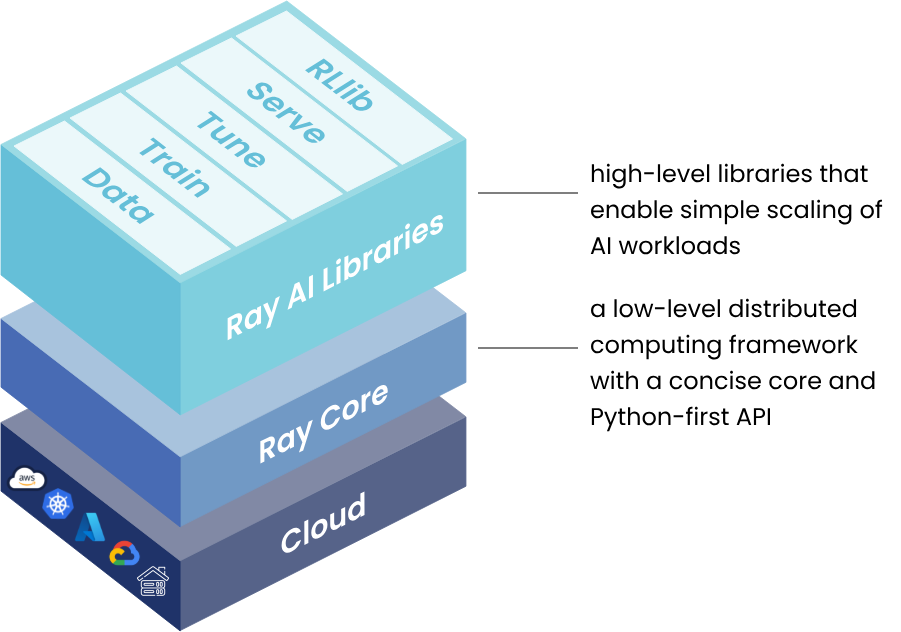 RLlib
Serve
Tune
Train
Data
Ray AI Libraries
high-level libraries that
enable simple scaling of
AI workloads
Ray Core
a low-level distributed
computing framework
with a concise core and
Python-first API
Cloud
aws